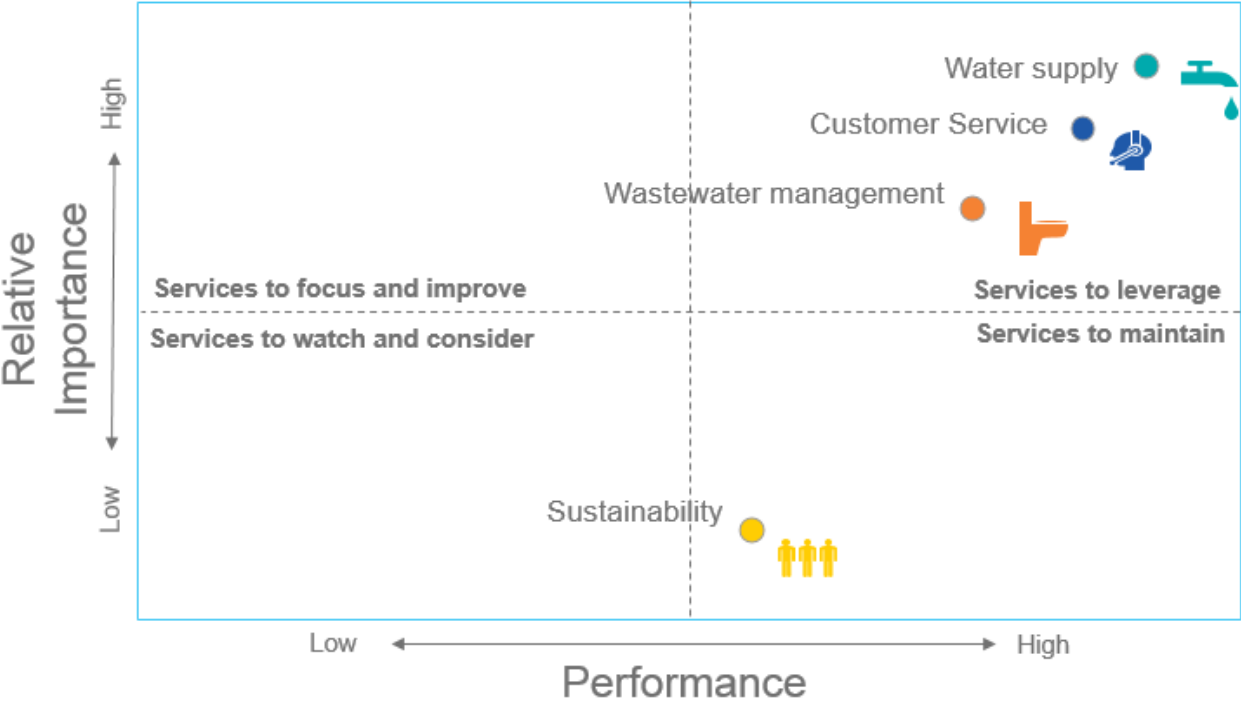 Water supply
High
Customer Service
Wastewater management
Relative
Importance
Services to focus and improve
Services to leverage
Services to watch and consider
Services to maintain
Low
Sustainability
Low
High
Performance